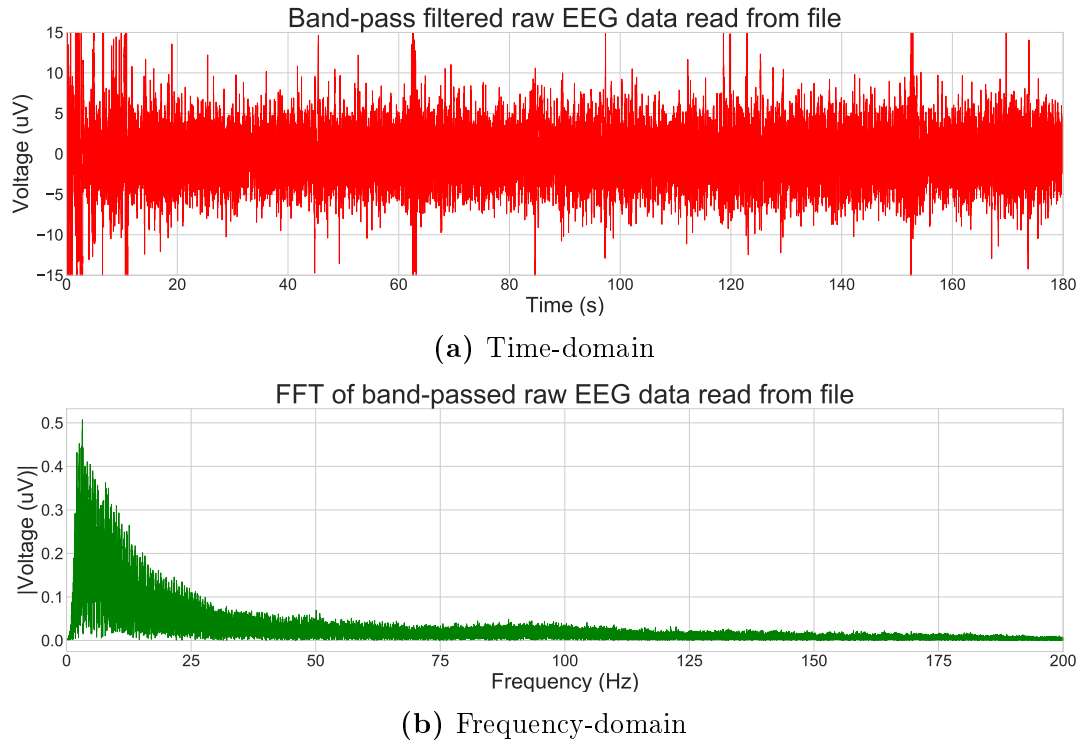 Band-pass filtered raw EEG data read from file
Voltage (uV)
15
10
5
0
−5
−10
−15
0 20 40 60 80 100 120 140 160 180
Time (s)
(a) Time-domain
FFT of band-passed raw EEG data read from file
|Voltage (uV)|
0.5
0.4
0.3
0.2
0.1
0.0
0 25 50 75 100 125 150 175 200
Frequency (Hz)
(b) Frequency-domain